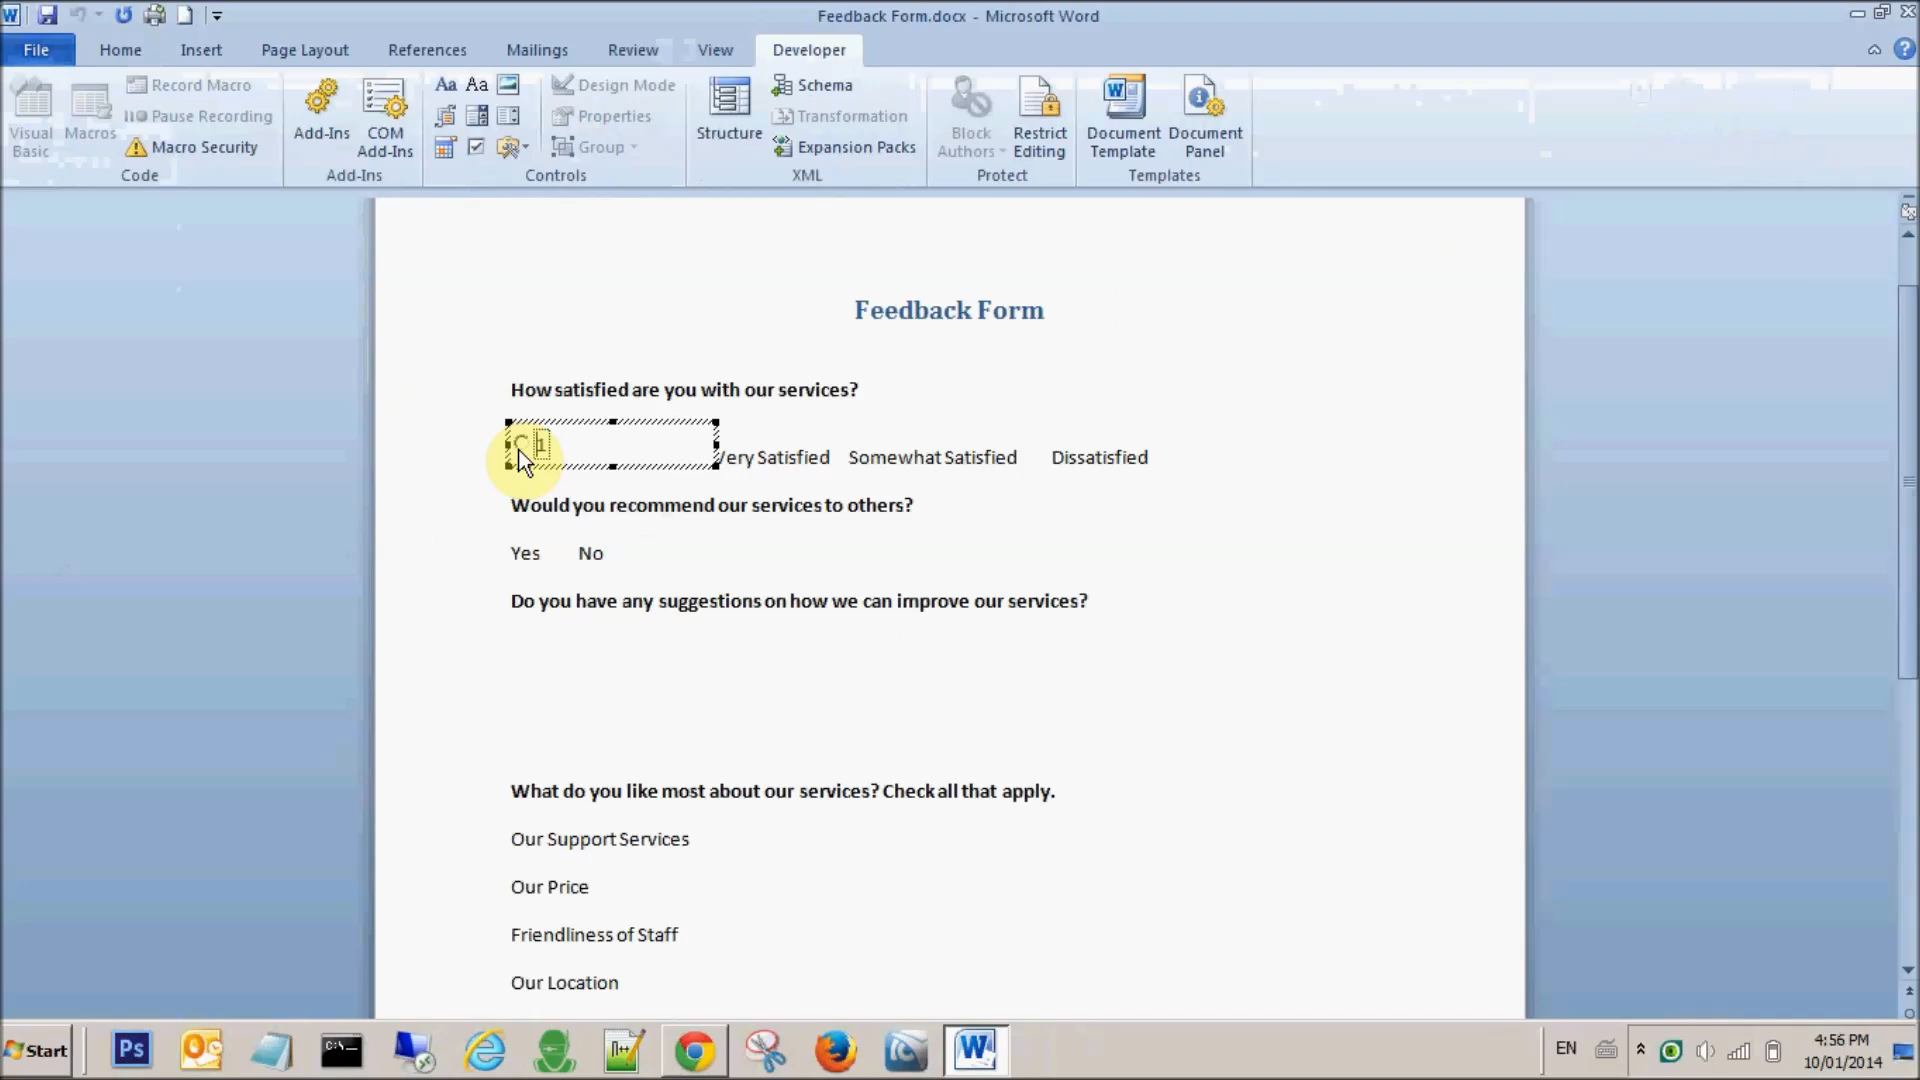 Feedback Form.docx - Microsoft Word
File Home Insert Page Layout References Mailings Review View Developer
Visual Basic
Macros
Record Macro
Pause Recording
Macro Security
Code
Add-Ins
COM Add-Ins
Add-Ins
Aa Aa
Design Mode
Properties
Group
Controls
Structure
Schema
Transformation
Expansion Packs
XML
Block Authors
Restrict Editing
Protect
Document Template
Document Panel
Templates
Feedback Form
How satisfied are you with our services?
1 Very Satisfied Somewhat Satisfied Dissatisfied
Would you recommend our services to others?
Yes No
Do you have any suggestions on how we can improve our services?
What do you like most about our services? Check all that apply.
Our Support Services
Our Price
Friendliness of Staff
Our Location
Start
Ps
EN
4:56 PM
10/01/2014